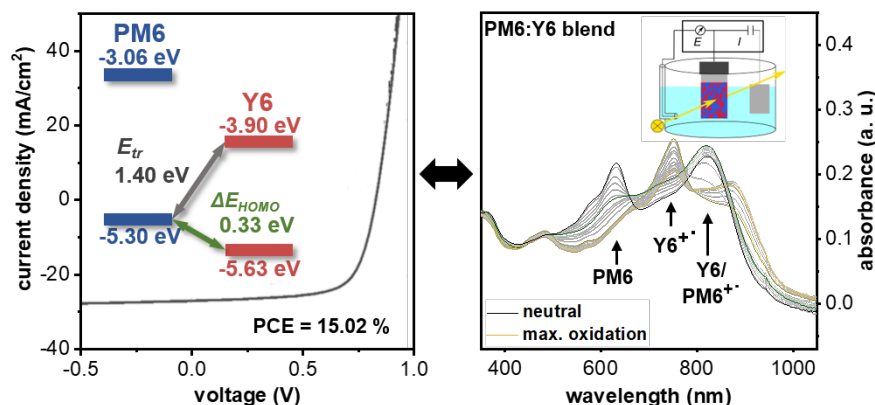 current density (mA/cm²)
40
20
0
-20
-40
PM6
-3.06 eV
Y6
-3.90 eV
E_tr
1.40 eV
ΔE_HOMO
0.33 eV
-5.30 eV
-5.63 eV
PCE = 15.02 %
-0.5
0.0
0.5
1.0
voltage (V)
PM6:Y6 blend
E
I
PM6
Y6⁺˙
Y6/
PM6⁺˙
neutral
max. oxidation
400
600
800
1000
wavelength (nm)
0.4
0.3
0.2
0.1
0.0
absorbance (a. u.)